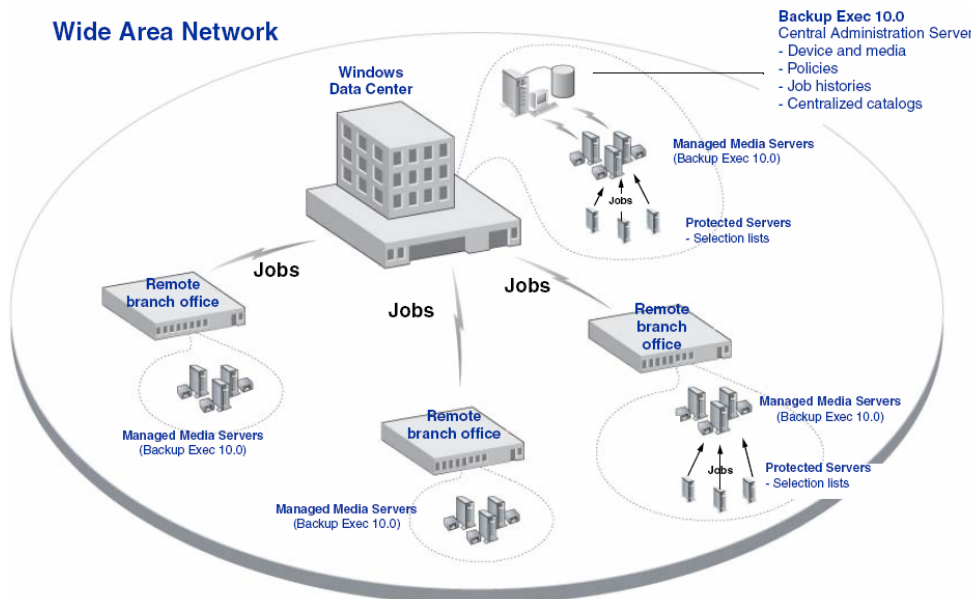 Wide Area Network
Backup Exec 10.0
Central Administration Server
- Device and media
- Policies
- Job histories
- Centralized catalogs
Windows
Data Center
Managed Media Servers
(Backup Exec 10.0)
Jobs
Protected Servers
- Selection lists
Jobs
Jobs
Jobs
Remote
branch office
Managed Media Servers
(Backup Exec 10.0)
Remote
branch office
Managed Media Servers
(Backup Exec 10.0)
Remote
branch
office
Managed Media Servers
(Backup Exec 10.0)
Jobs
Protected Servers
- Selection lists